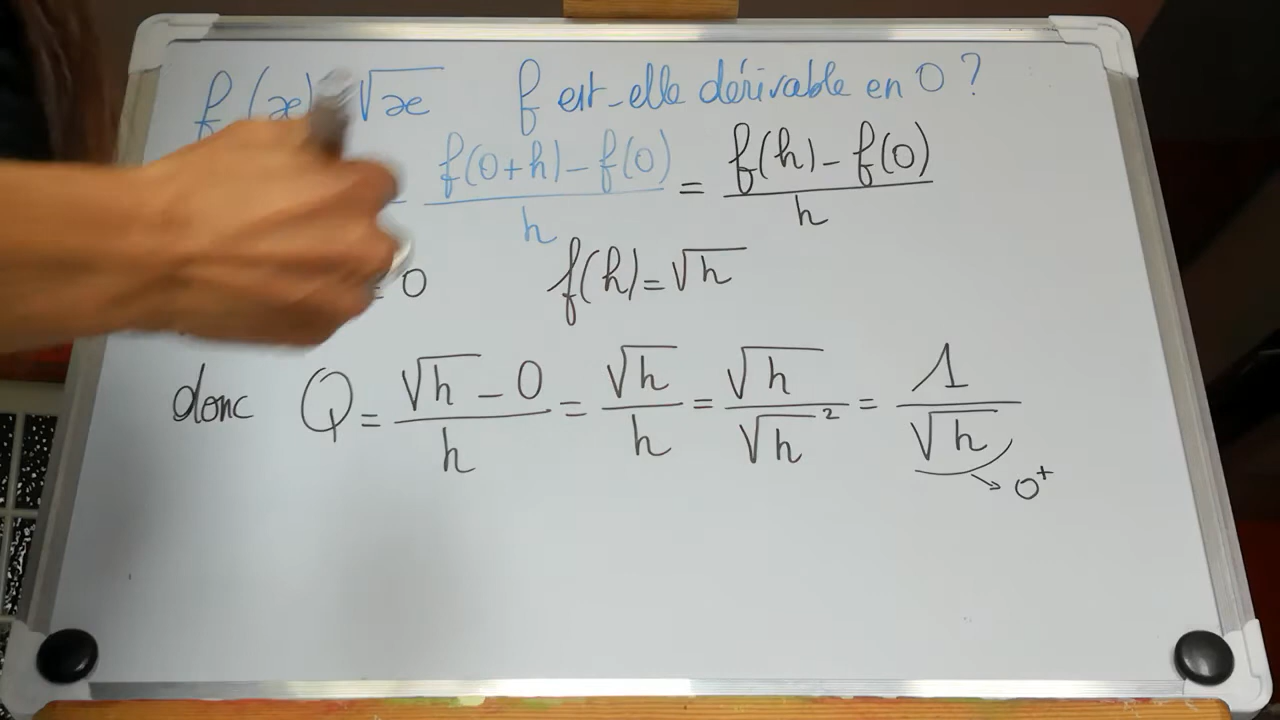 f(x) = √x f est-elle dérivable en 0 ?
f(0+h) - f(0) / h = f(h) - f(0) / h
= 0 f(h) = √h
donc Q = √h - 0 / h = √h / h = √h / √h² = 1 / √h → 0⁺